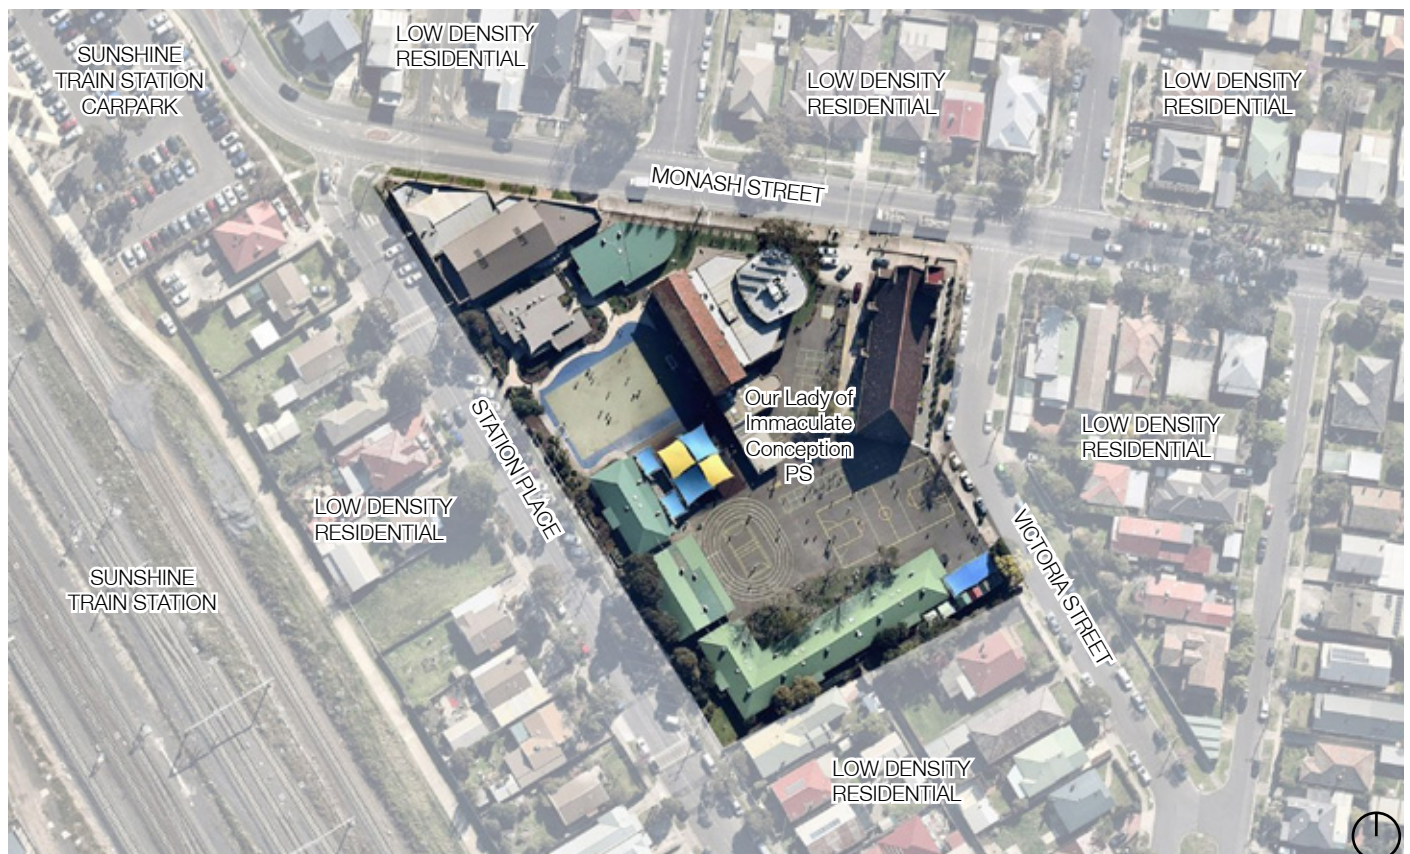 SUNSHINE
TRAIN STATION
CARPARK
LOW DENSITY
RESIDENTIAL
LOW DENSITY
RESIDENTIAL
LOW DENSITY
RESIDENTIAL
MONASH STREET
Our Lady of
Immaculate
Conception
PS
STATION PLACE
LOW DENSITY
RESIDENTIAL
LOW DENSITY
RESIDENTIAL
VICTORIA STREET
SUNSHINE
TRAIN STATION
LOW DENSITY
RESIDENTIAL